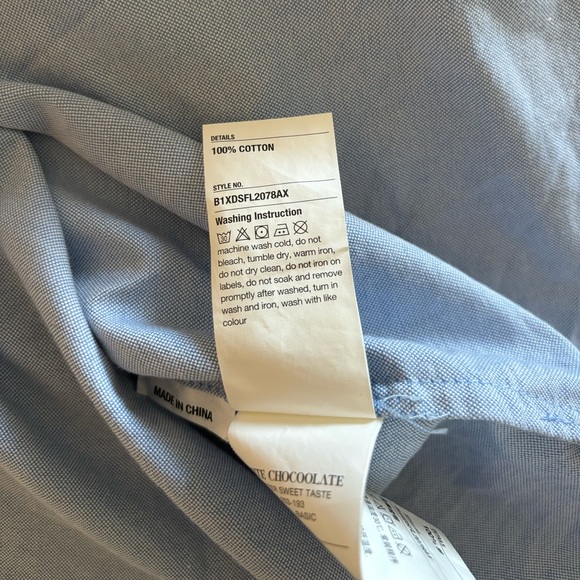 DETAILS
100% COTTON
STYLE NO.
B1XDSFL2078AX
Washing Instruction
machine wash cold, do not
bleach, tumble dry, warm iron,
do not dry clean, do not iron on
labels, do not soak and remove
promptly after washed, turn in
wash and iron, wash with like
colour
MADE IN CHINA
CHOCOOLATE
SWEET TASTE
-193
BASIC